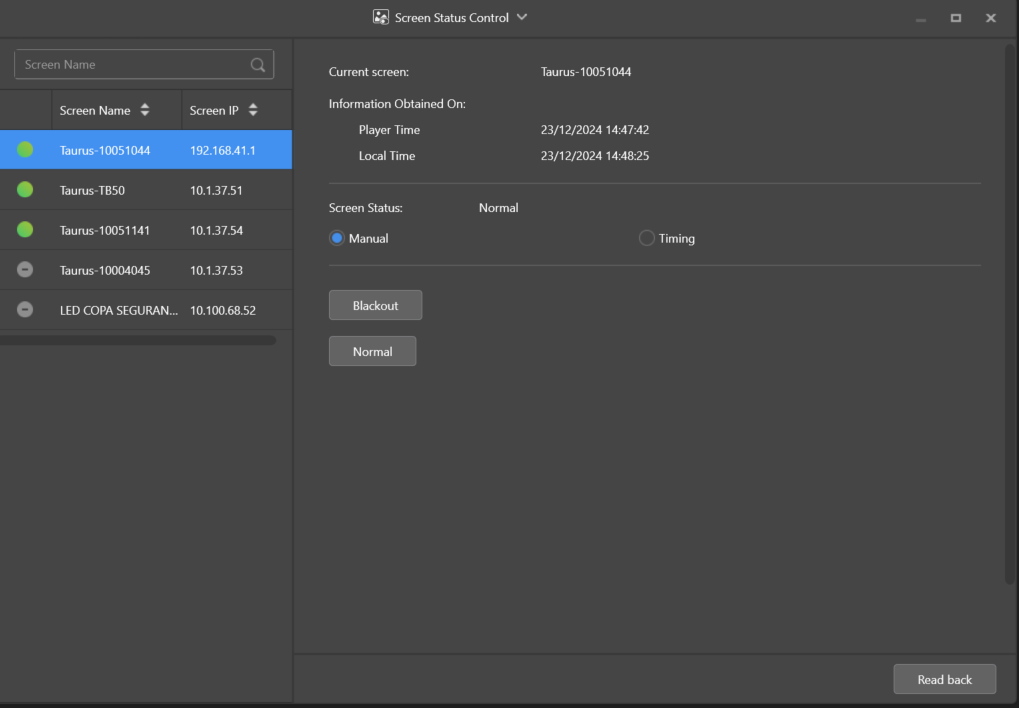 Screen Status Control
Screen Name
Screen Name Screen IP
Taurus-10051044 192.168.41.1
Taurus-TB50 10.1.37.51
Taurus-10051141 10.1.37.54
Taurus-10004045 10.1.37.53
LED COPA SEGURAN... 10.100.68.52
Current screen: Taurus-10051044
Information Obtained On:
Player Time 23/12/2024 14:47:42
Local Time 23/12/2024 14:48:25
Screen Status: Normal
Manual Timing
Blackout
Normal
Read back